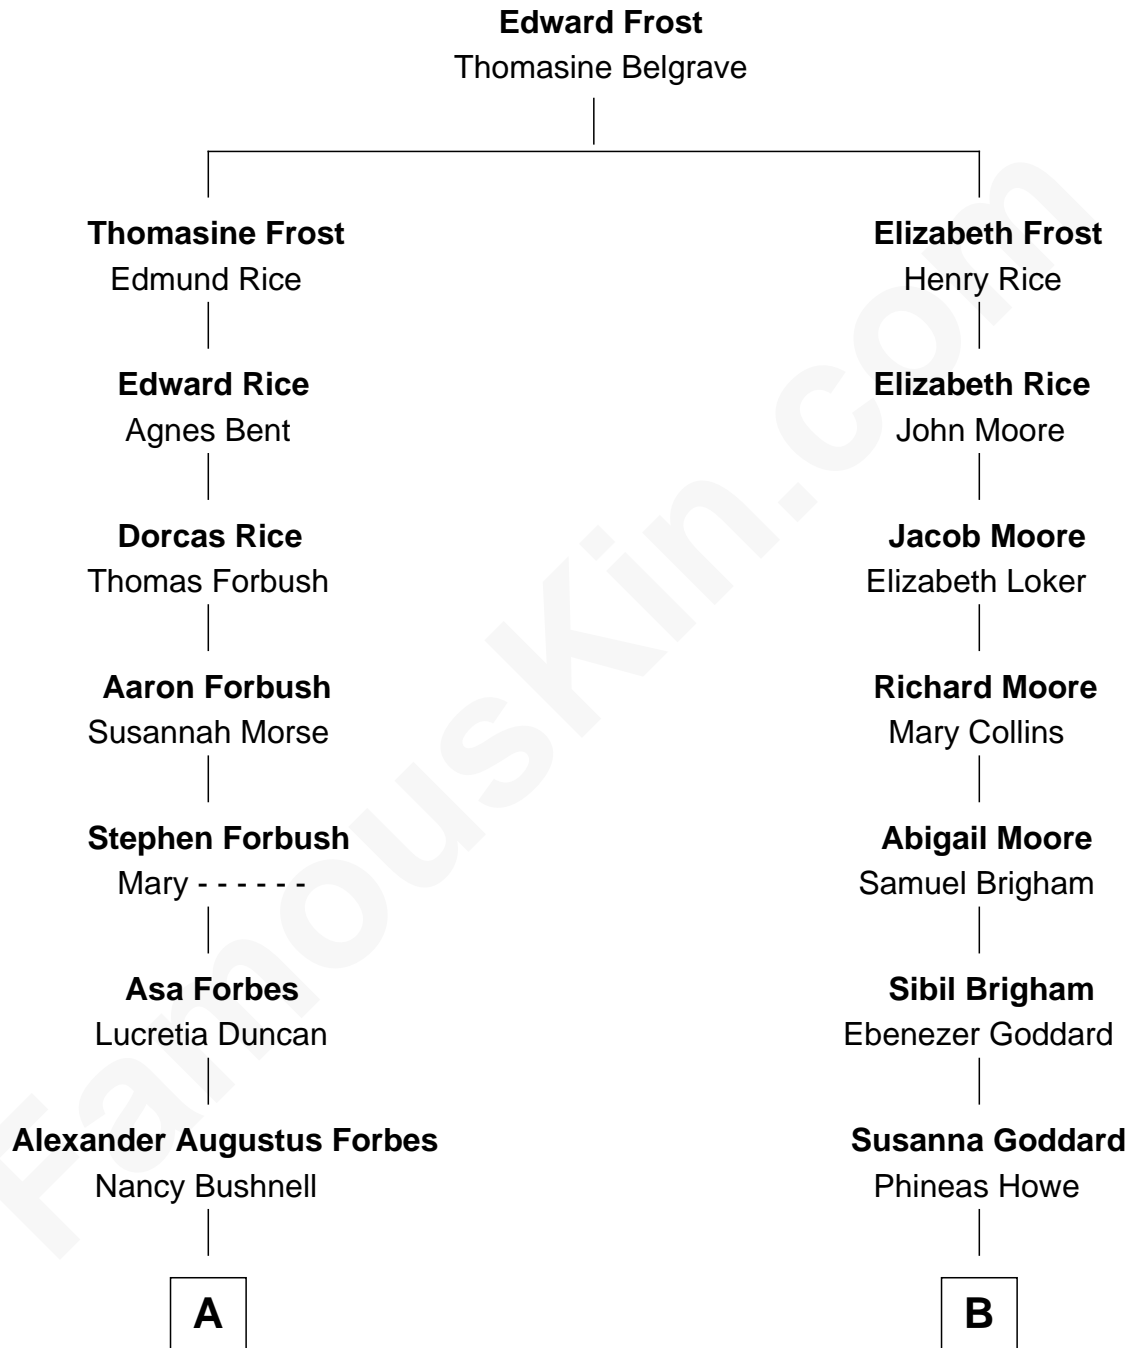 Edward Frost
Thomasine Belgrave
Thomasine Frost
Edmund Rice
Elizabeth Frost
Henry Rice
Edward Rice
Agnes Bent
Elizabeth Rice
John Moore
Dorcas Rice
Thomas Forbush
Jacob Moore
Elizabeth Loker
Aaron Forbush
Susannah Morse
Richard Moore
Mary Collins
Stephen Forbush
Mary - - - - - -
Abigail Moore
Samuel Brigham
Asa Forbes
Lucretia Duncan
Sibil Brigham
Ebenezer Goddard
Alexander Augustus Forbes
Nancy Bushnell
Susanna Goddard
Phineas Howe
A
B
FamousKin.com